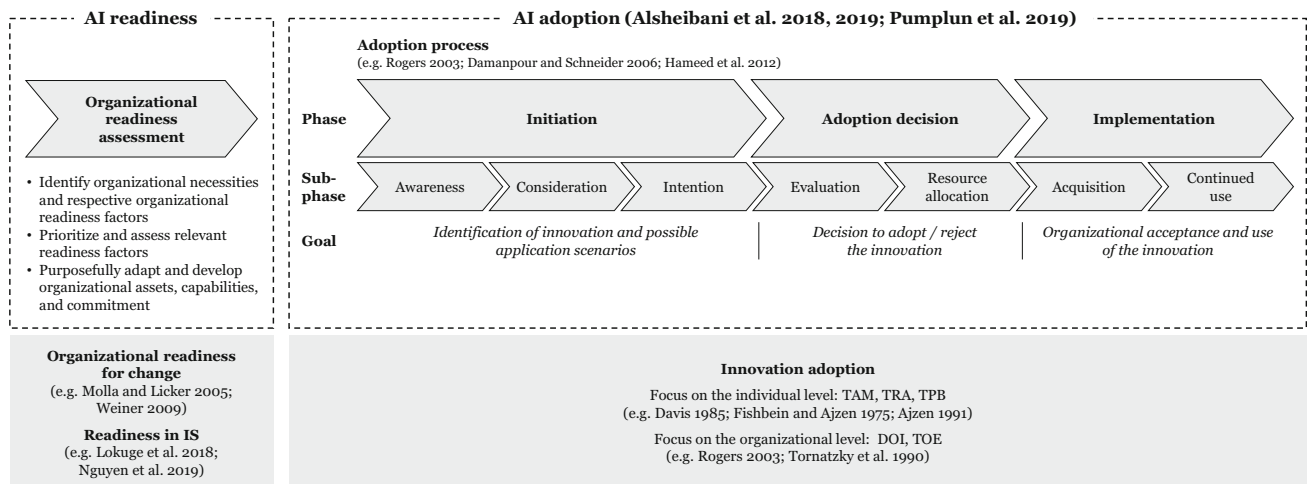 AI readiness
Organizational
readiness
assessment
• Identify organizational necessities
and respective organizational
readiness factors
• Prioritize and assess relevant
readiness factors
• Purposefully adapt and develop
organizational assets, capabilities,
and commitment
Organizational readiness
for change
(e.g. Molla and Licker 2005;
Weiner 2009)
Readiness in IS
(e.g. Lokuge et al. 2018;
Nguyen et al. 2019)
AI adoption (Alsheibani et al. 2018, 2019; Pumplun et al. 2019)
Adoption process
(e.g. Rogers 2003; Damanpour and Schneider 2006; Hameed et al. 2012)
Phase
Initiation
Adoption decision
Implementation
Sub-
phase
Awareness
Consideration
Intention
Evaluation
Resource
allocation
Acquisition
Continued
use
Goal
Identification of innovation and possible
application scenarios
Decision to adopt / reject
the innovation
Organizational acceptance and use
of the innovation
Innovation adoption
Focus on the individual level: TAM, TRA, TPB
(e.g. Davis 1985; Fishbein and Ajzen 1975; Ajzen 1991)
Focus on the organizational level: DOI, TOE
(e.g. Rogers 2003; Tornatzky et al. 1990)